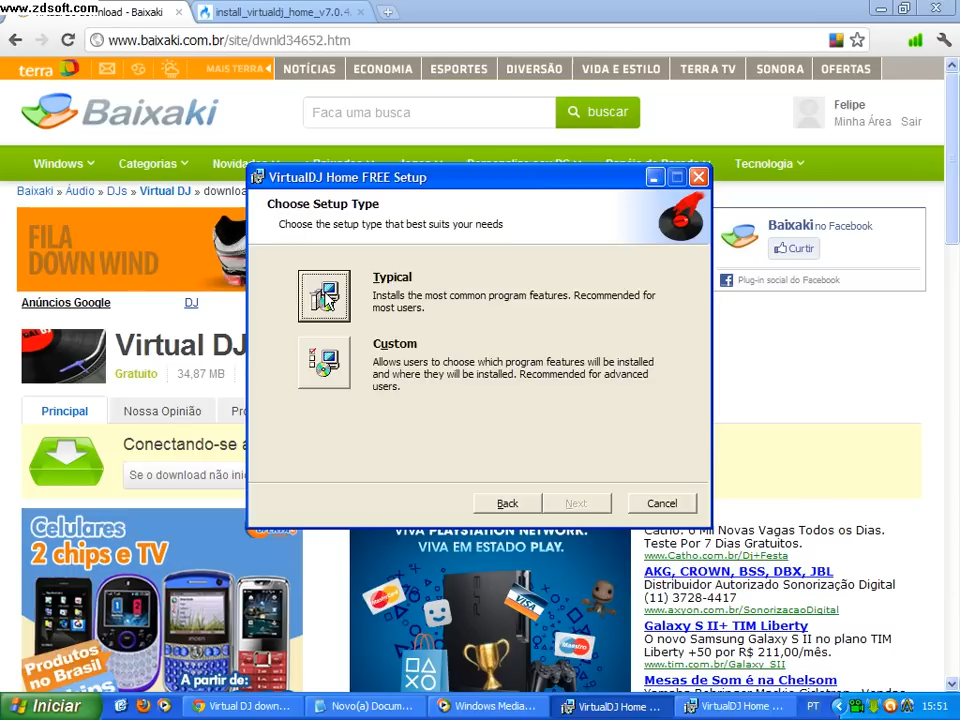 www.zdsoft.com
download - Baixaki
install_virtualdj_home_v7.0.4.
www.baixaki.com.br/site/dwnld34652.htm
terra
MAIS TERRA
NOTÍCIAS
ECONOMIA
ESPORTES
DIVERSÃO
VIDA E ESTILO
TERRA TV
SONORA
OFERTAS
Baixaki
Faca uma busca
buscar
Felipe
Minha Área Sair
Windows
Categorias
Tecnologia
Baixaki » Áudio » DJs » Virtual DJ » downloa
VirtualDJ Home FREE Setup
Choose Setup Type
Choose the setup type that best suits your needs
Typical
Installs the most common program features. Recommended for
most users.
Custom
Allows users to choose which program features will be installed
and where they will be installed. Recommended for advanced
users.
Back
Next
Cancel
Baixaki no Facebook
Curtir
Plug-in social do Facebook
FILA
DOWN WIND
Anúncios Google
DJ
Virtual DJ
Gratuito
34,87 MB
Principal
Nossa Opinião
Conectando-se a
Se o download não ini
Celulares
2 chips e TV
Produtos
no Brasil
A partir de:
PLAYSTATION NETWORK.
VIVA EM ESTADO PLAY.
MasterCard
VISA
Maestro
Catho: 6 Mil Novas Vagas Todos os Dias.
Teste Por 7 Dias Gratuitos.
www.Catho.com.br/Dj+Festa
AKG, CROWN, BSS, DBX, JBL
Distribuidor Autorizado Sonorização Digital
(11) 3728-4417
www.axyon.com.br/SonorizacaoDigital
Galaxy S II+ TIM Liberty
O novo Samsung Galaxy S II no plano TIM
Liberty +50 por R$ 211,00/mês.
www.tim.com.br/Galaxy_SII
Mesas de Som é na Chelsom
Iniciar
Virtual DJ down...
Novo(a) Docum...
Windows Media...
VirtualDJ Home ...
VirtualDJ Home ...
PT
15:51